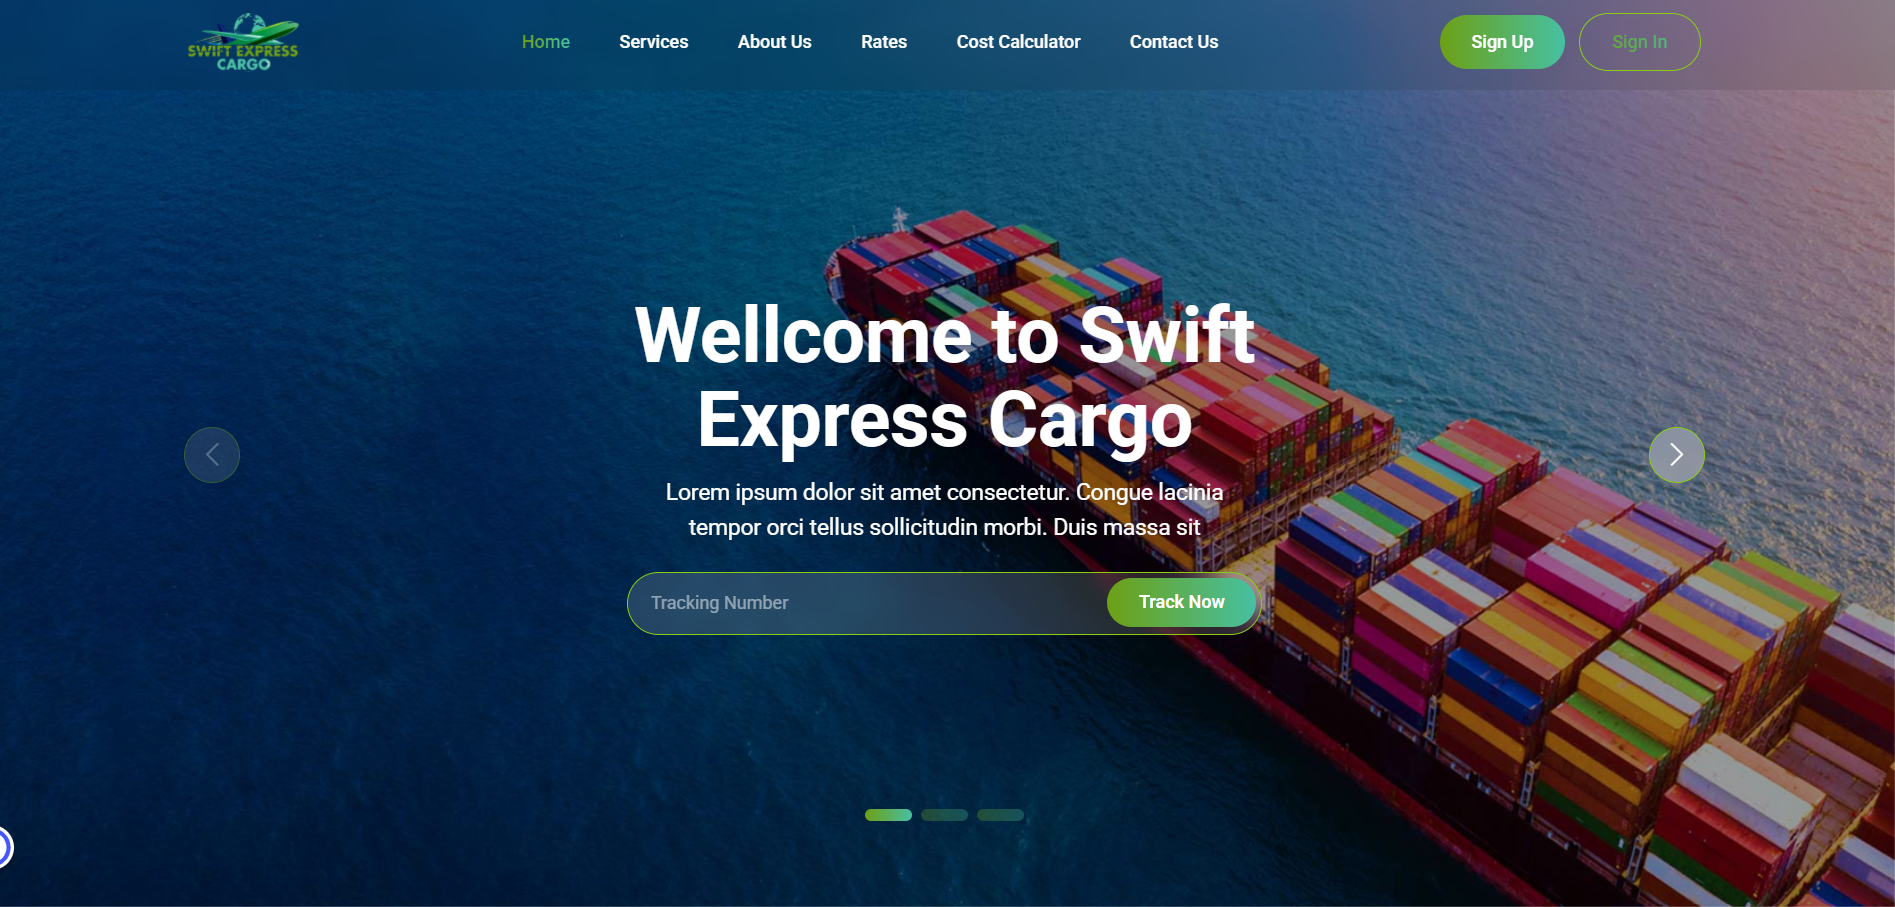 SWIFT EXPRESS
CARGO
Home
Services
About Us
Rates
Cost Calculator
Contact Us
Sign Up
Sign In
Wellcome to Swift
Express Cargo
Lorem ipsum dolor sit amet consectetur. Congue lacinia
tempor orci tellus sollicitudin morbi. Duis massa sit
Tracking Number
Track Now